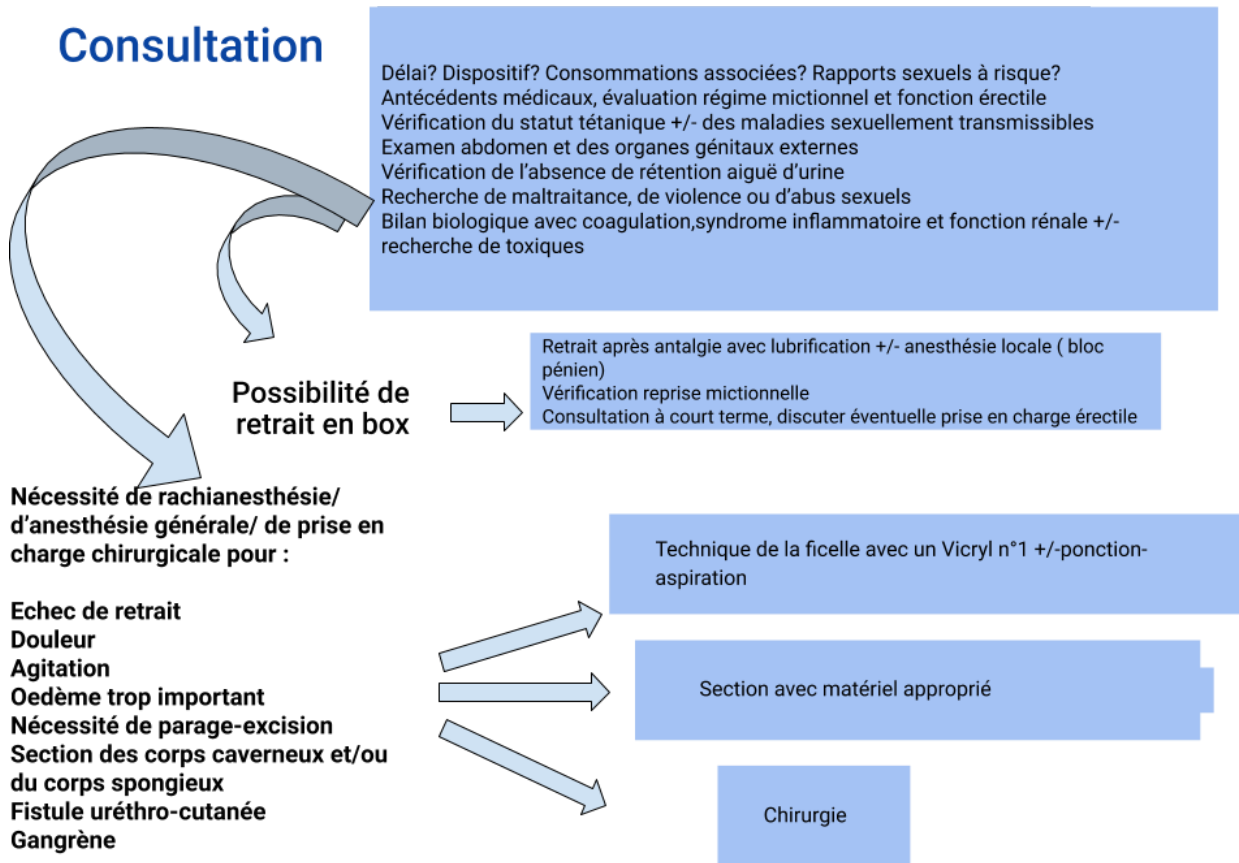 Consultation
Délai? Dispositif? Consommations associées? Rapports sexuels à risque?
Antécédents médicaux, évaluation régime mictionnel et fonction érectile
Vérification du statut tétanique +/- des maladies sexuellement transmissibles
Examen abdomen et des organes génitaux externes
Vérification de l'absence de rétention aiguë d'urine
Recherche de maltraitance, de violence ou d'abus sexuels
Bilan biologique avec coagulation,syndrome inflammatoire et fonction rénale +/-
recherche de toxiques
Possibilité de
retrait en box
Retrait après antalgie avec lubrification +/- anesthésie locale ( bloc
pénien)
Vérification reprise mictionnelle
Consultation à court terme, discuter éventuelle prise en charge érectile
Nécessité de rachianesthésie/
d'anesthésie générale/ de prise en
charge chirurgicale pour :
Echec de retrait
Douleur
Agitation
Oedème trop important
Nécessité de parage-excision
Section des corps caverneux et/ou
du corps spongieux
Fistule uréthro-cutanée
Gangrène
Technique de la ficelle avec un Vicryl n°1 +/-ponction-
aspiration
Section avec matériel approprié
Chirurgie